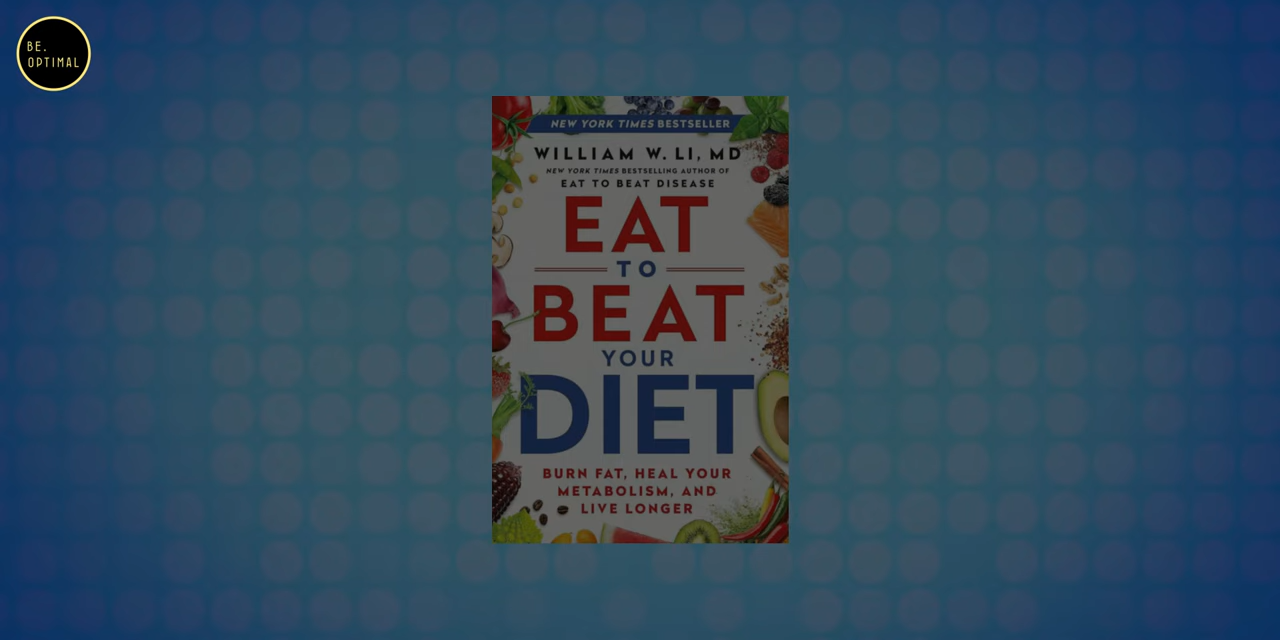 BE.
OPTIMAL
NEW YORK TIMES BESTSELLER
WILLIAM W. LI, MD
NEW YORK TIMES BESTSELLING AUTHOR OF
EAT TO BEAT DISEASE
EAT
TO
BEAT
YOUR
DIET
BURN FAT, HEAL YOUR
METABOLISM, AND
LIVE LONGER